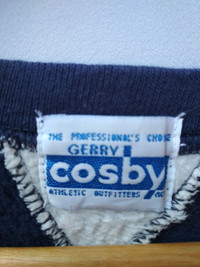 THE PROFESSIONAL'S CHOICE
GERRY
cosby
ATHLETIC OUTFITTERS